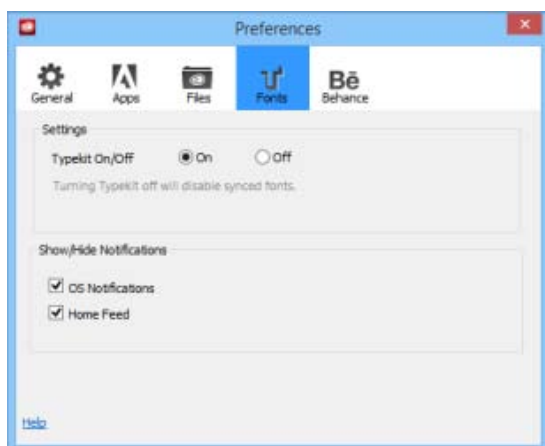 Preferences
General
Apps
Files
Fonts
Bē
Behance
Settings
Typekit On/Off
On
Off
Turning Typekit off will disable synced fonts.
Show/Hide Notifications
OS Notifications
Home Feed
Help